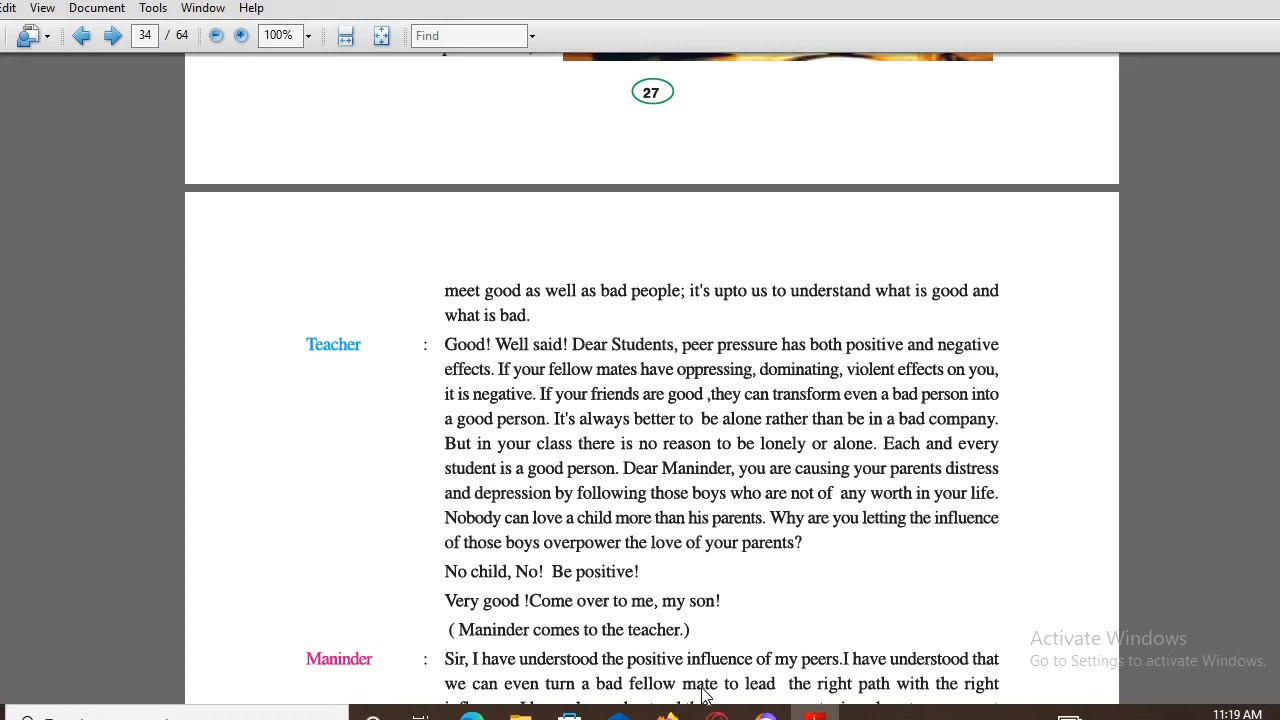 Edit View Document Tools Window Help
34 / 64 100% Find
27
meet good as well as bad people; it's upto us to understand what is good and
what is bad.
Teacher : Good! Well said! Dear Students, peer pressure has both positive and negative
effects. If your fellow mates have oppressing, dominating, violent effects on you,
it is negative. If your friends are good ,they can transform even a bad person into
a good person. It's always better to be alone rather than be in a bad company.
But in your class there is no reason to be lonely or alone. Each and every
student is a good person. Dear Maninder, you are causing your parents distress
and depression by following those boys who are not of any worth in your life.
Nobody can love a child more than his parents. Why are you letting the influence
of those boys overpower the love of your parents?
No child, No! Be positive!
Very good !Come over to me, my son!
( Maninder comes to the teacher.)
Maninder : Sir, I have understood the positive influence of my peers.I have understood that
we can even turn a bad fellow mate to lead the right path with the right
Activate Windows
Go to Settings to activate Windows.
11:19 AM